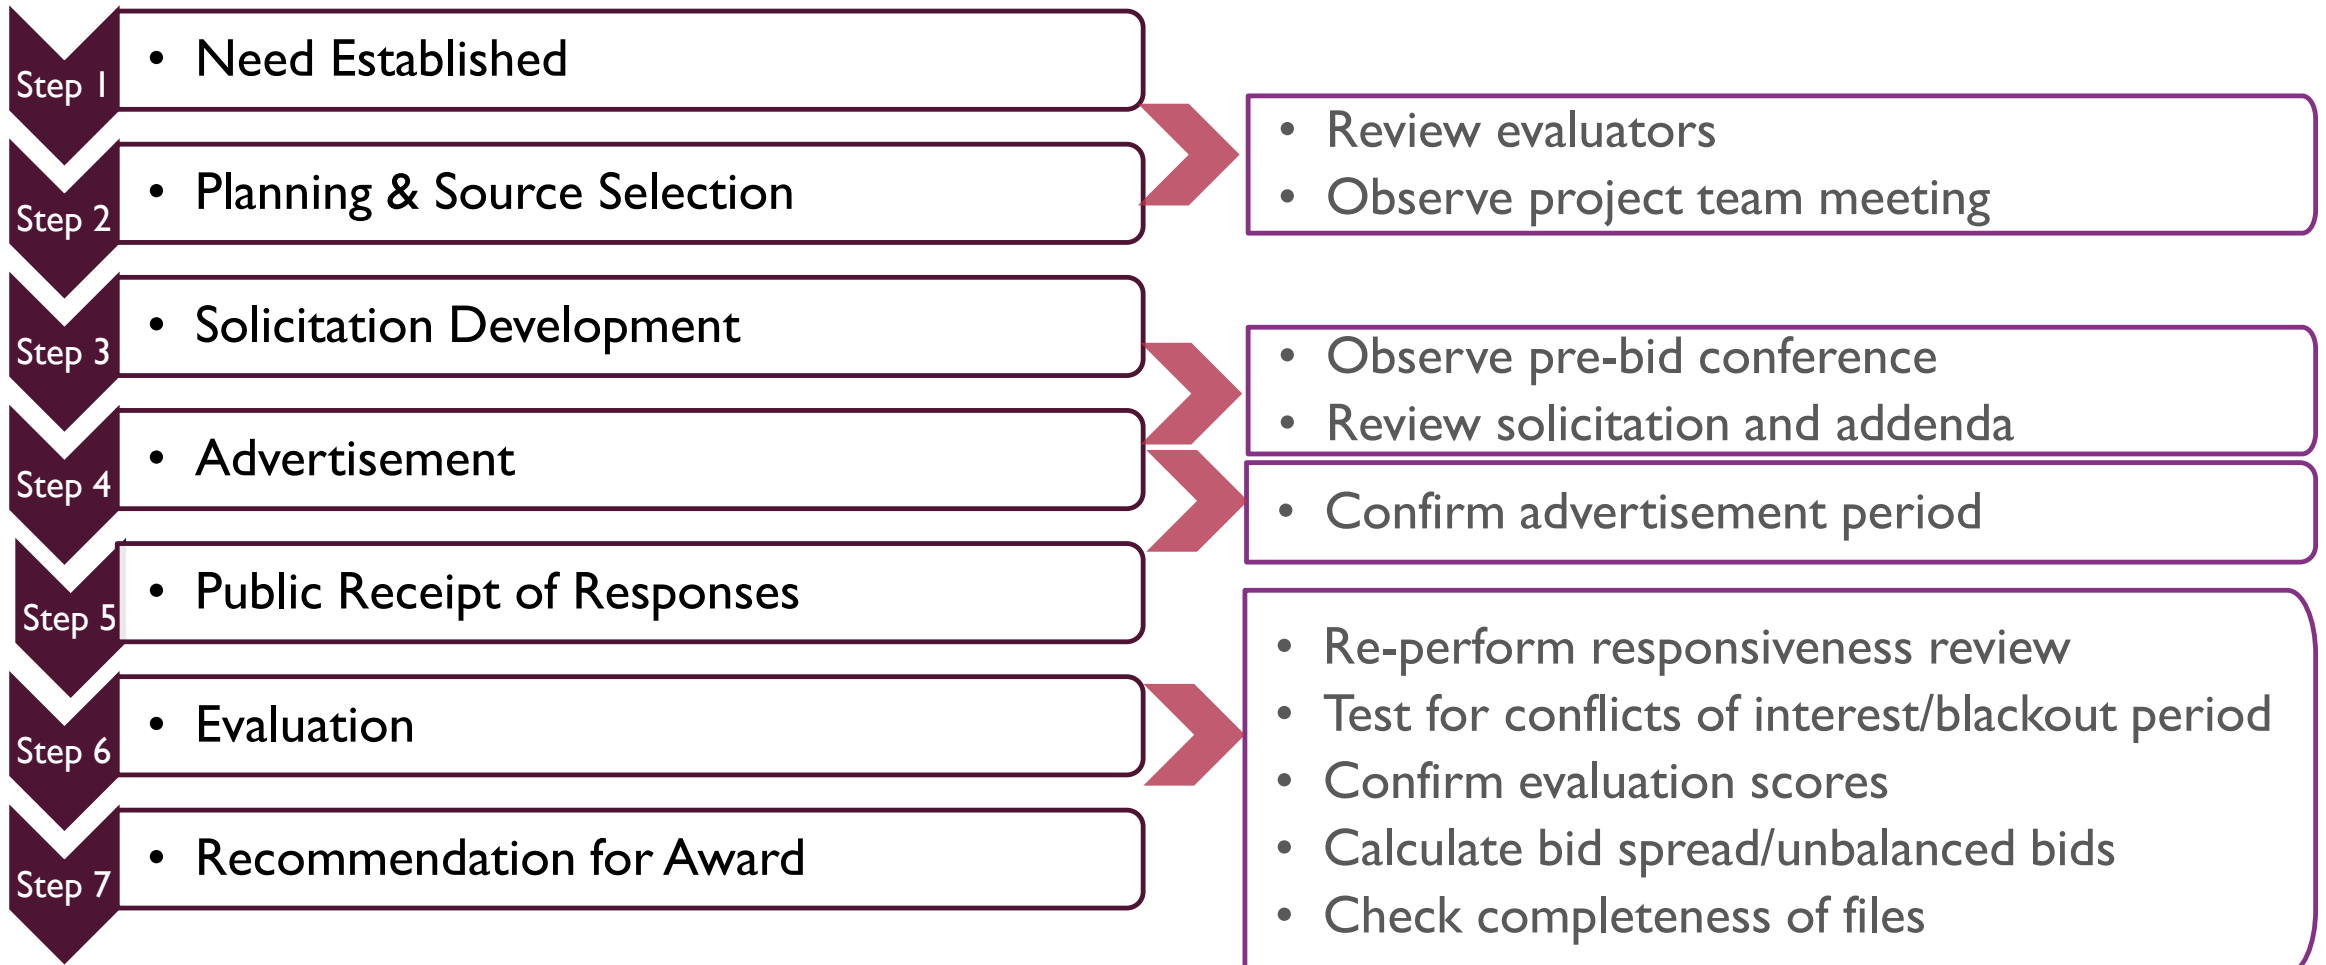 Step 1
• Need Established
Step 2
• Planning & Source Selection
• Review evaluators
• Observe project team meeting
Step 3
• Solicitation Development
Step 4
• Advertisement
• Observe pre-bid conference
• Review solicitation and addenda
• Confirm advertisement period
Step 5
• Public Receipt of Responses
Step 6
• Evaluation
Step 7
• Recommendation for Award
• Re-perform responsiveness review
• Test for conflicts of interest/blackout period
• Confirm evaluation scores
• Calculate bid spread/unbalanced bids
• Check completeness of files